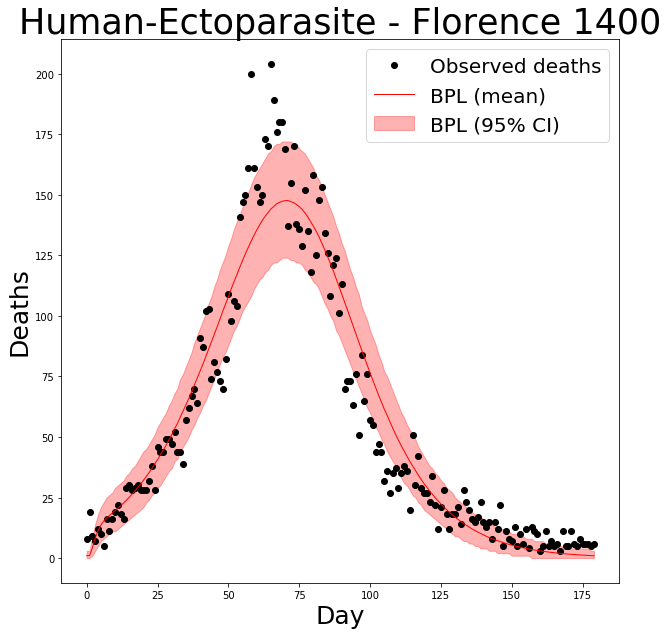 Human-Ectoparasite - Florence 1400
Observed deaths
BPL (mean)
BPL (95% CI)
Deaths
200
175
150
125
100
75
50
25
0
0 25 50 75 100 125 150 175
Day